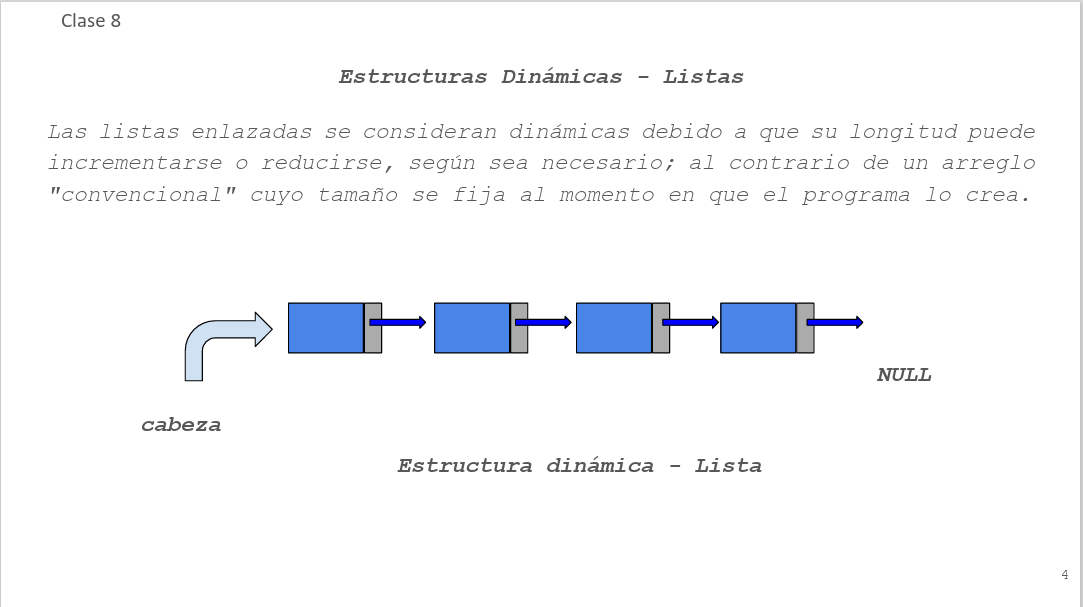 Clase 8
Estructuras Dinámicas - Listas
Las listas enlazadas se consideran dinámicas debido a que su longitud puede
incrementarse o reducirse, según sea necesario; al contrario de un arreglo
"convencional" cuyo tamaño se fija al momento en que el programa lo crea.
NULL
cabeza
Estructura dinámica - Lista
4